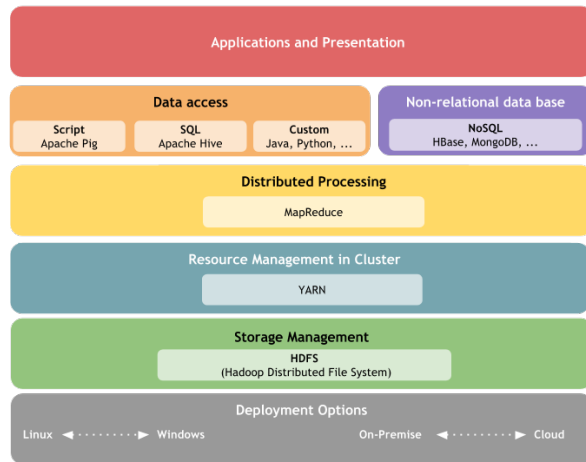 Applications and Presentation
Data access
Script
Apache Pig
SQL
Apache Hive
Custom
Java, Python, ...
Non-relational data base
NoSQL
HBase, MongoDB, ...
Distributed Processing
MapReduce
Resource Management in Cluster
YARN
Storage Management
HDFS
(Hadoop Distributed File System)
Deployment Options
Linux Windows On-Premise Cloud